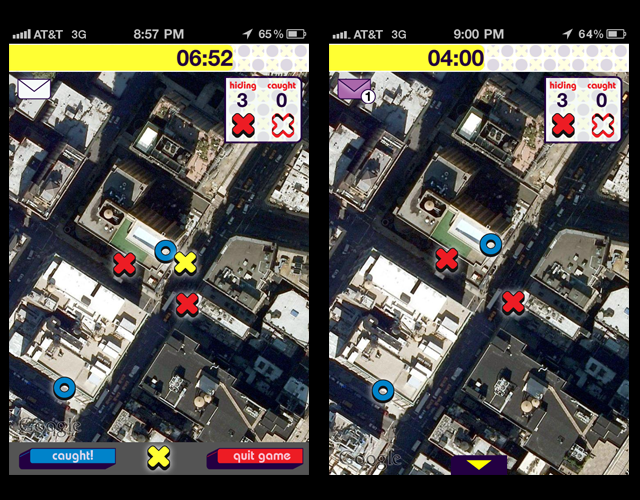 AT&T 3G 8:57 PM 65%
06:52
hiding caught
3 0
Google
caught! quit game
AT&T 3G 9:00 PM 64%
04:00
1
hiding caught
3 0
Google